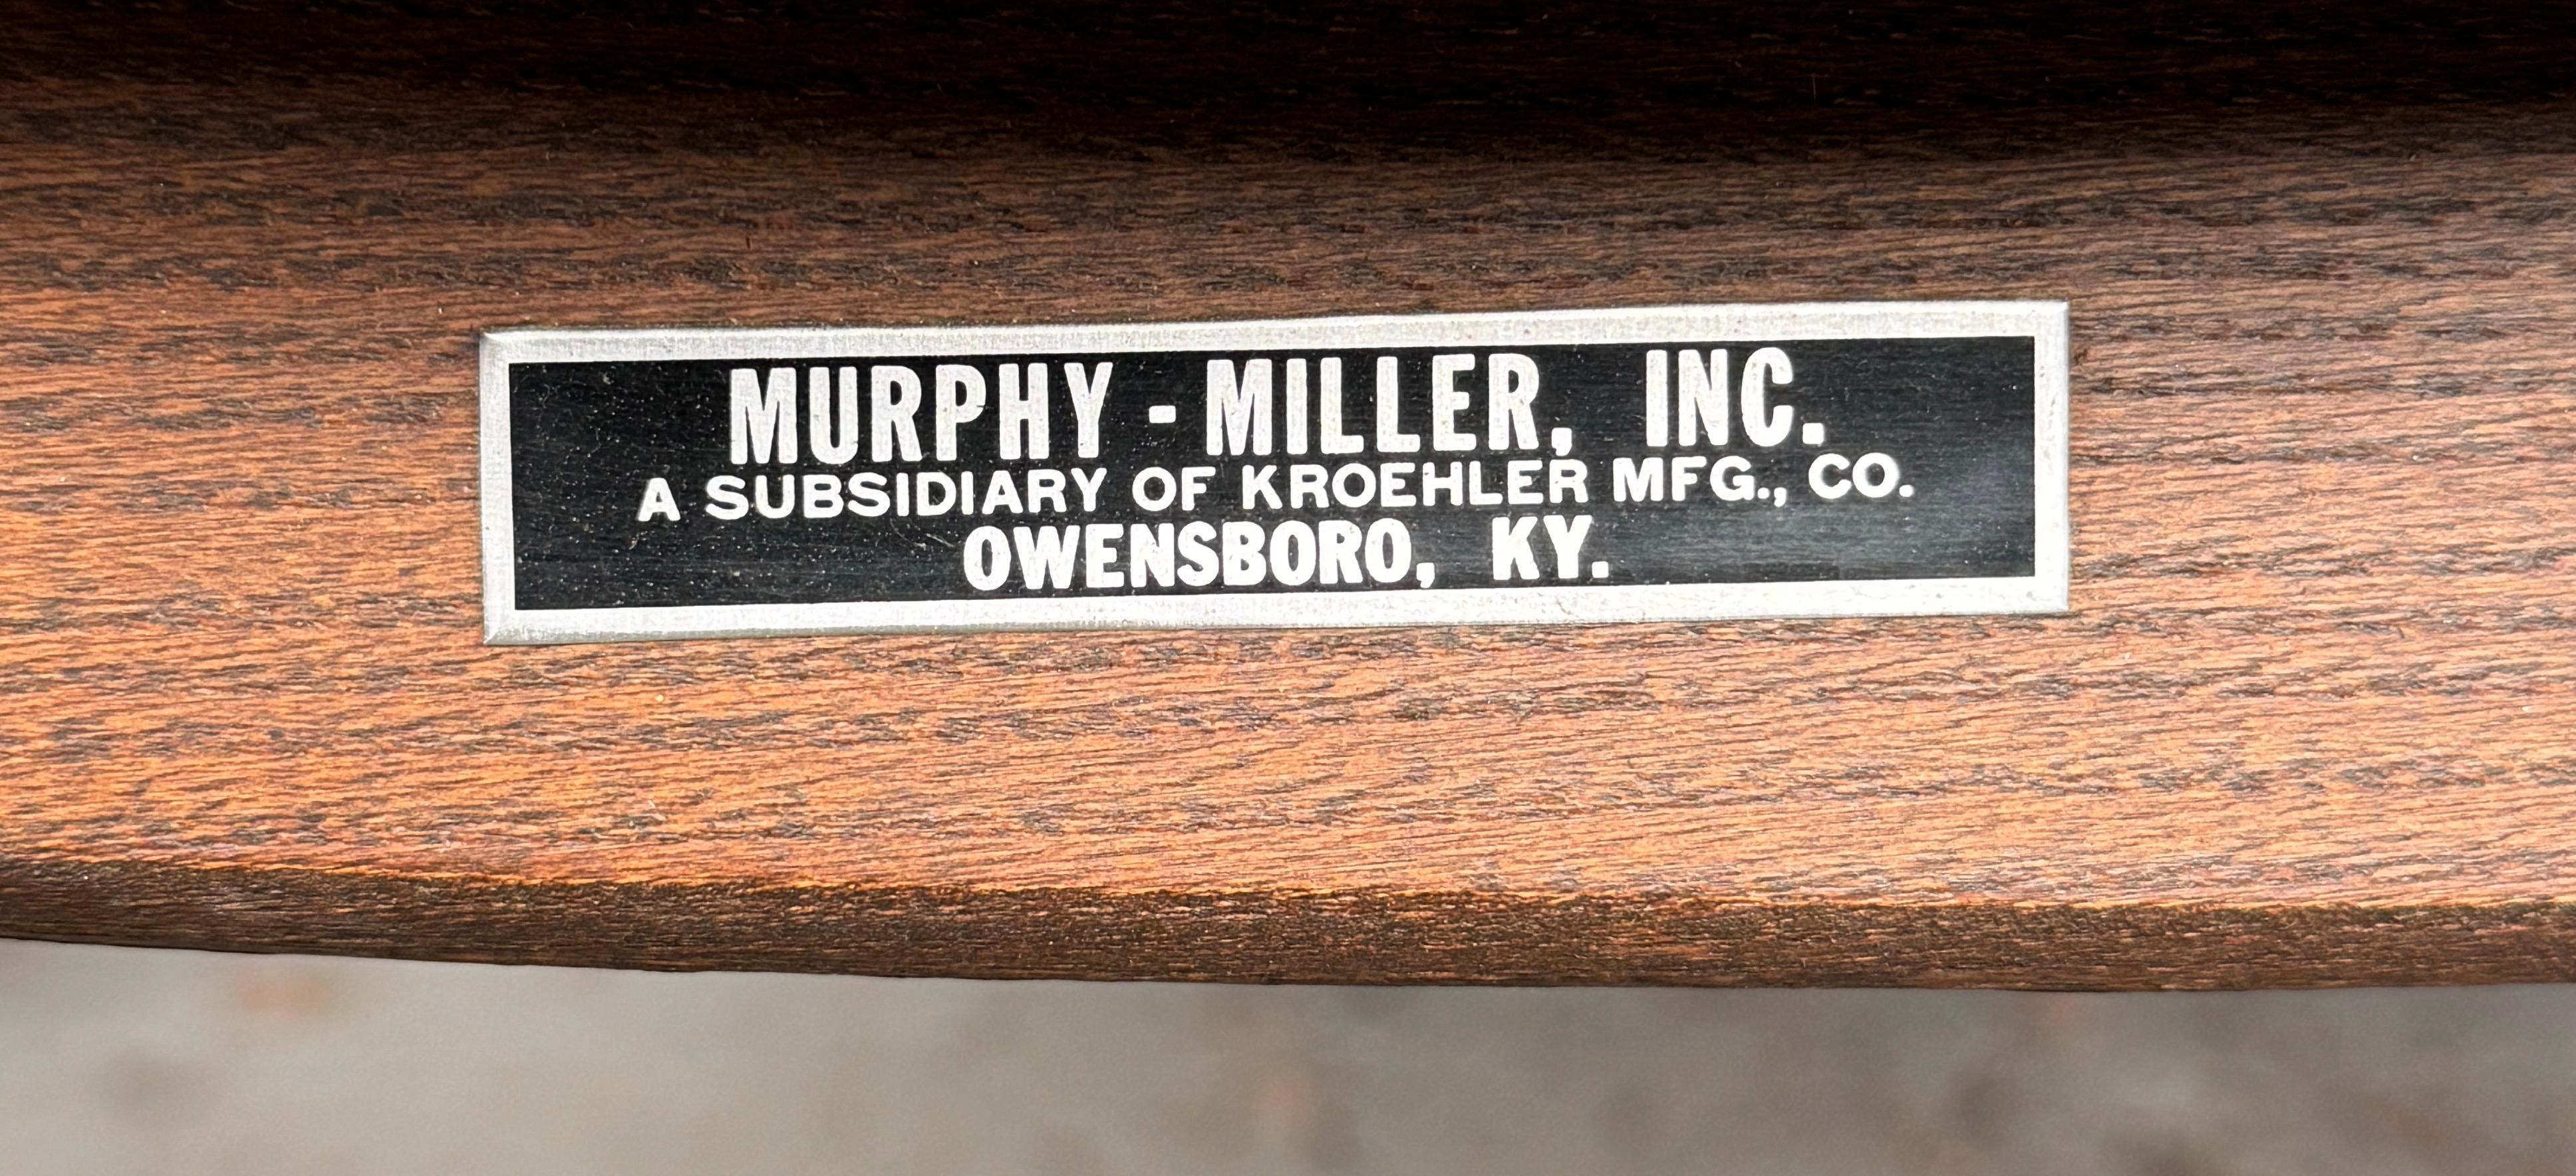 MURPHY - MILLER, INC.
A SUBSIDIARY OF KROEHLER MFG., CO.
OWENSBORO, KY.